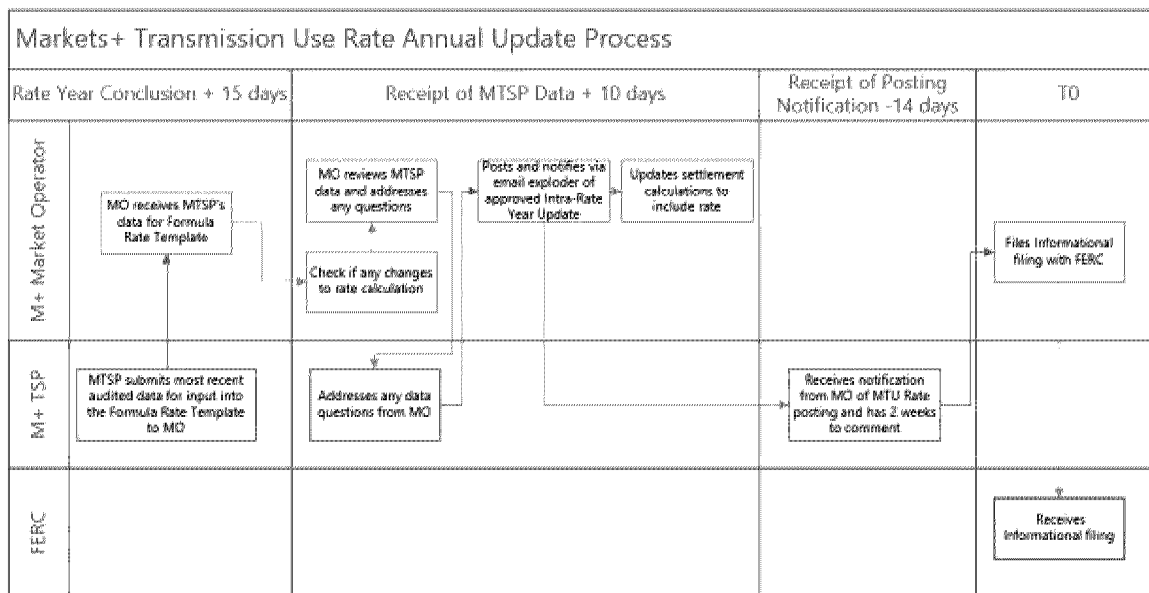 Markets+ Transmission Use Rate Annual Update Process
Rate Year Conclusion + 15 days
Receipt of MTSP Data + 10 days
Receipt of Posting
Notification -14 days
T0
M+ Market Operator
MO receives MTSP's
data for Formula
Rate Template
MO reviews MTSP
data and addresses
any questions
Check if any changes
to rate calculation
Posts and notifies via
email exploder of
approved Intra-Rate
Year Update
Updates settlement
calculations to
include rate
Files Informational
filing with FERC
M+ TSP
MTSP submits most recent
audited data for input into
the Formula Rate Template
to MO
Addresses any data
questions from MO
Receives notification
from MO of MTU Rate
posting and has 2 weeks
to comment
FERC
Receives
Informational filing